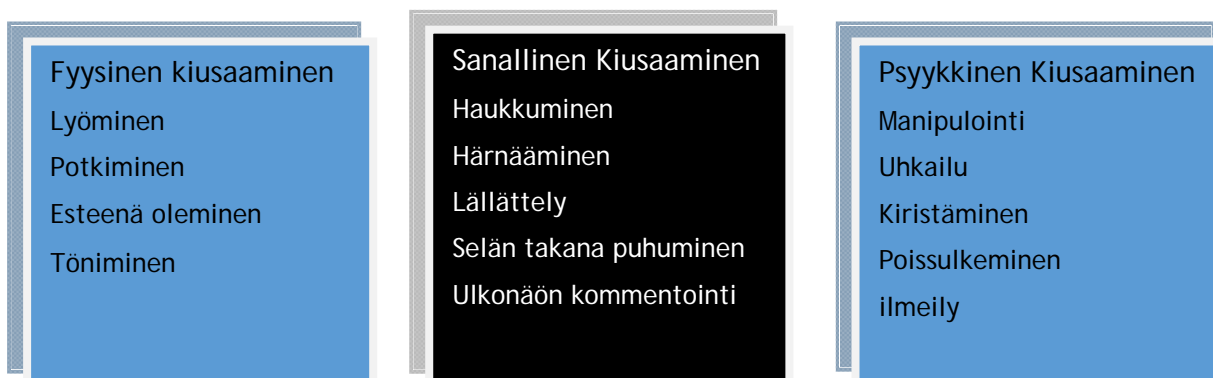 Fyysinen kiusaaminen
Lyöminen
Potkiminen
Esteenä oleminen
Töniminen
Sanallinen Kiusaaminen
Haukkuminen
Härnääminen
Lällättely
Selän takana puhuminen
Ulkonäön kommentointi
Psyykkinen Kiusaaminen
Manipulointi
Uhkailu
Kiristäminen
Poissulkeminen
ilmeily